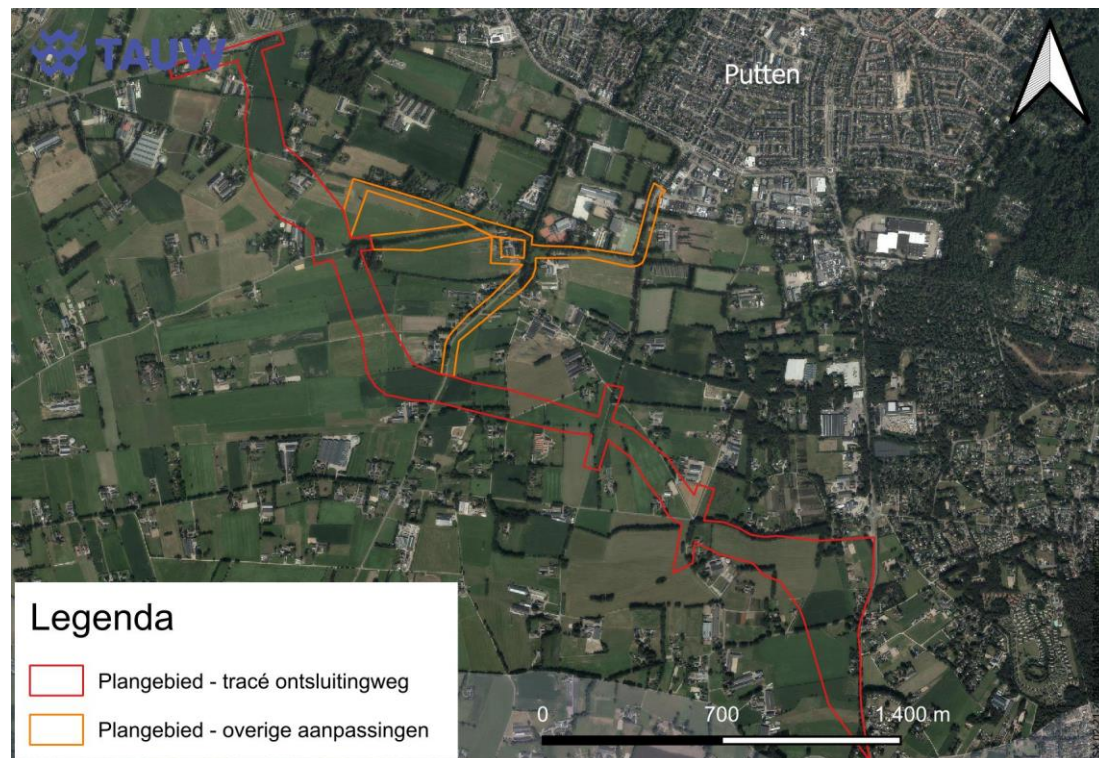 TAUW
Putten
Legenda
Plangebied - tracé ontsluitingweg
Plangebied - overige aanpassingen
0 700 1.400 m